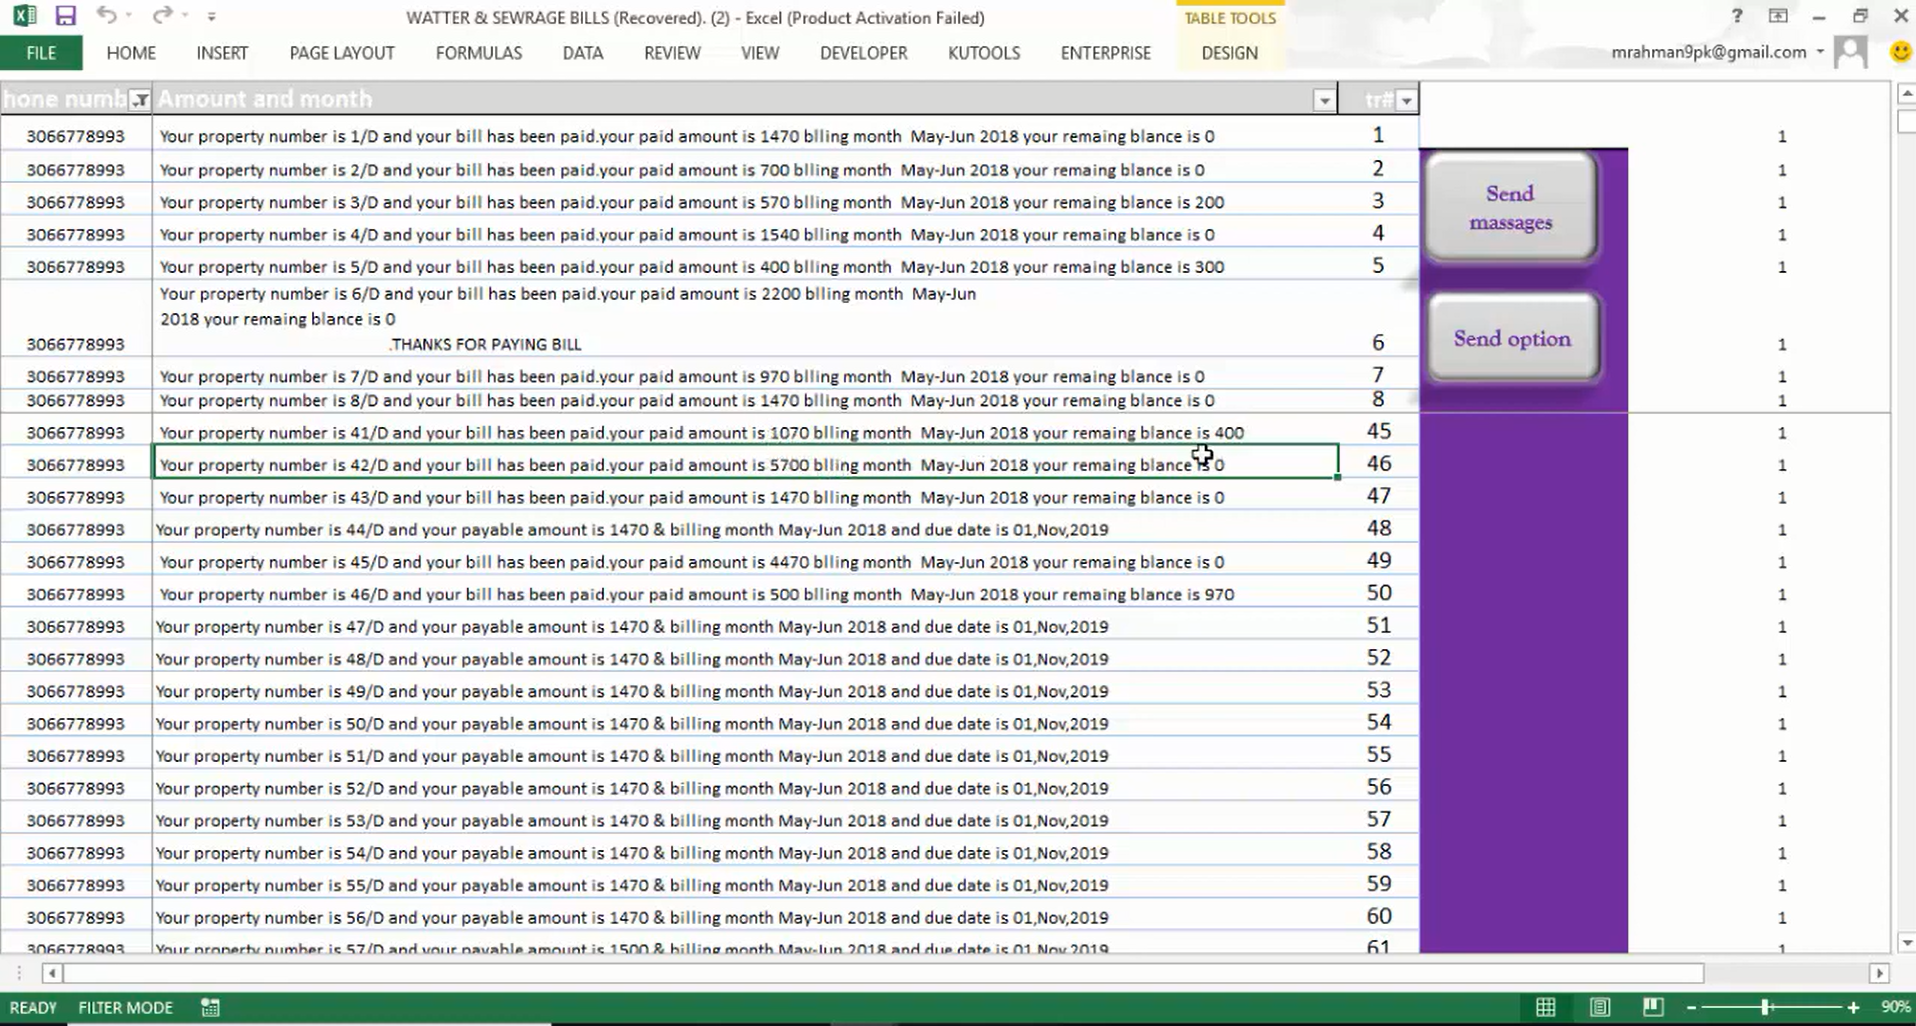 WATTER & SEWRAGE BILLS (Recovered). (2) - Excel (Product Activation Failed)
TABLE TOOLS
?
FILE HOME INSERT PAGE LAYOUT FORMULAS DATA REVIEW VIEW DEVELOPER KUTOOLS ENTERPRISE DESIGN mrahman9pk@gmail.com
hone numb Amount and month tr#
3066778993 Your property number is 1/D and your bill has been paid.your paid amount is 1470 blling month May-Jun 2018 your remaing blance is 0 1 1
3066778993 Your property number is 2/D and your bill has been paid.your paid amount is 700 blling month May-Jun 2018 your remaing blance is 0 2 1
3066778993 Your property number is 3/D and your bill has been paid.your paid amount is 570 blling month May-Jun 2018 your remaing blance is 200 3 1
3066778993 Your property number is 4/D and your bill has been paid.your paid amount is 1540 blling month May-Jun 2018 your remaing blance is 0 4 1
3066778993 Your property number is 5/D and your bill has been paid.your paid amount is 400 blling month May-Jun 2018 your remaing blance is 300 5 1
Your property number is 6/D and your bill has been paid.your paid amount is 2200 blling month May-Jun
2018 your remaing blance is 0
3066778993 .THANKS FOR PAYING BILL 6 1
3066778993 Your property number is 7/D and your bill has been paid.your paid amount is 970 blling month May-Jun 2018 your remaing blance is 0 7 1
3066778993 Your property number is 8/D and your bill has been paid.your paid amount is 1470 blling month May-Jun 2018 your remaing blance is 0 8 1
3066778993 Your property number is 41/D and your bill has been paid.your paid amount is 1070 blling month May-Jun 2018 your remaing blance is 400 45 1
3066778993 Your property number is 42/D and your bill has been paid.your paid amount is 5700 blling month May-Jun 2018 your remaing blance is 0 46 1
3066778993 Your property number is 43/D and your bill has been paid.your paid amount is 1470 blling month May-Jun 2018 your remaing blance is 0 47 1
3066778993 Your property number is 44/D and your payable amount is 1470 & billing month May-Jun 2018 and due date is 01,Nov,2019 48 1
3066778993 Your property number is 45/D and your bill has been paid.your paid amount is 4470 blling month May-Jun 2018 your remaing blance is 0 49 1
3066778993 Your property number is 46/D and your bill has been paid.your paid amount is 500 blling month May-Jun 2018 your remaing blance is 970 50 1
3066778993 Your property number is 47/D and your payable amount is 1470 & billing month May-Jun 2018 and due date is 01,Nov,2019 51 1
3066778993 Your property number is 48/D and your payable amount is 1470 & billing month May-Jun 2018 and due date is 01,Nov,2019 52 1
3066778993 Your property number is 49/D and your payable amount is 1470 & billing month May-Jun 2018 and due date is 01,Nov,2019 53 1
3066778993 Your property number is 50/D and your payable amount is 1470 & billing month May-Jun 2018 and due date is 01,Nov,2019 54 1
3066778993 Your property number is 51/D and your payable amount is 1470 & billing month May-Jun 2018 and due date is 01,Nov,2019 55 1
3066778993 Your property number is 52/D and your payable amount is 1470 & billing month May-Jun 2018 and due date is 01,Nov,2019 56 1
3066778993 Your property number is 53/D and your payable amount is 1470 & billing month May-Jun 2018 and due date is 01,Nov,2019 57 1
3066778993 Your property number is 54/D and your payable amount is 1470 & billing month May-Jun 2018 and due date is 01,Nov,2019 58 1
3066778993 Your property number is 55/D and your payable amount is 1470 & billing month May-Jun 2018 and due date is 01,Nov,2019 59 1
3066778993 Your property number is 56/D and your payable amount is 1470 & billing month May-Jun 2018 and due date is 01,Nov,2019 60 1
3066778993 Your property number is 57/D and your payable amount is 1500 & billing month May-Jun 2018 and due date is 01,Nov,2019 61 1
Send
massages
Send option
READY FILTER MODE 90%